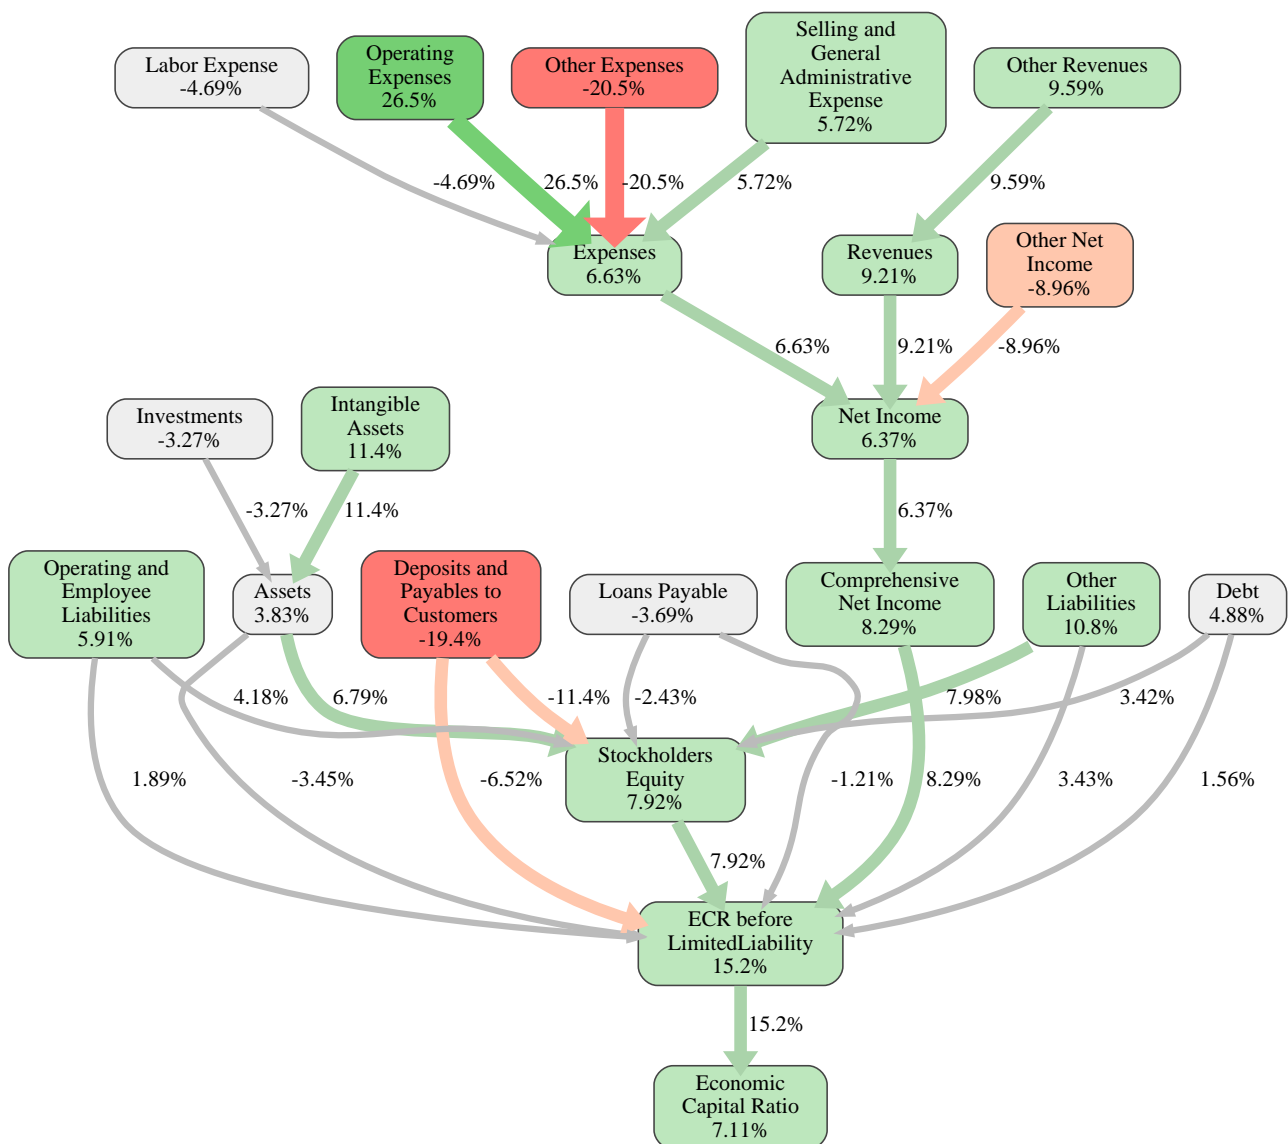 Labor Expense
-4.69%
Operating
Expenses
26.5%
Other Expenses
-20.5%
Selling and
General
Administrative
Expense
5.72%
Other Revenues
9.59%
-4.69%
26.5%
-20.5%
5.72%
9.59%
Expenses
6.63%
Revenues
9.21%
Other Net
Income
-8.96%
6.63%
9.21%
-8.96%
Investments
-3.27%
Intangible
Assets
11.4%
Net Income
6.37%
-3.27%
11.4%
6.37%
Operating and
Employee
Liabilities
5.91%
Assets
3.83%
Deposits and
Payables to
Customers
-19.4%
Loans Payable
-3.69%
Comprehensive
Net Income
8.29%
Other
Liabilities
10.8%
Debt
4.88%
4.18%
6.79%
-11.4%
-2.43%
7.98%
3.42%
1.89%
-3.45%
-6.52%
Stockholders
Equity
7.92%
-1.21%
8.29%
3.43%
1.56%
7.92%
ECR before
LimitedLiability
15.2%
15.2%
Economic
Capital Ratio
7.11%